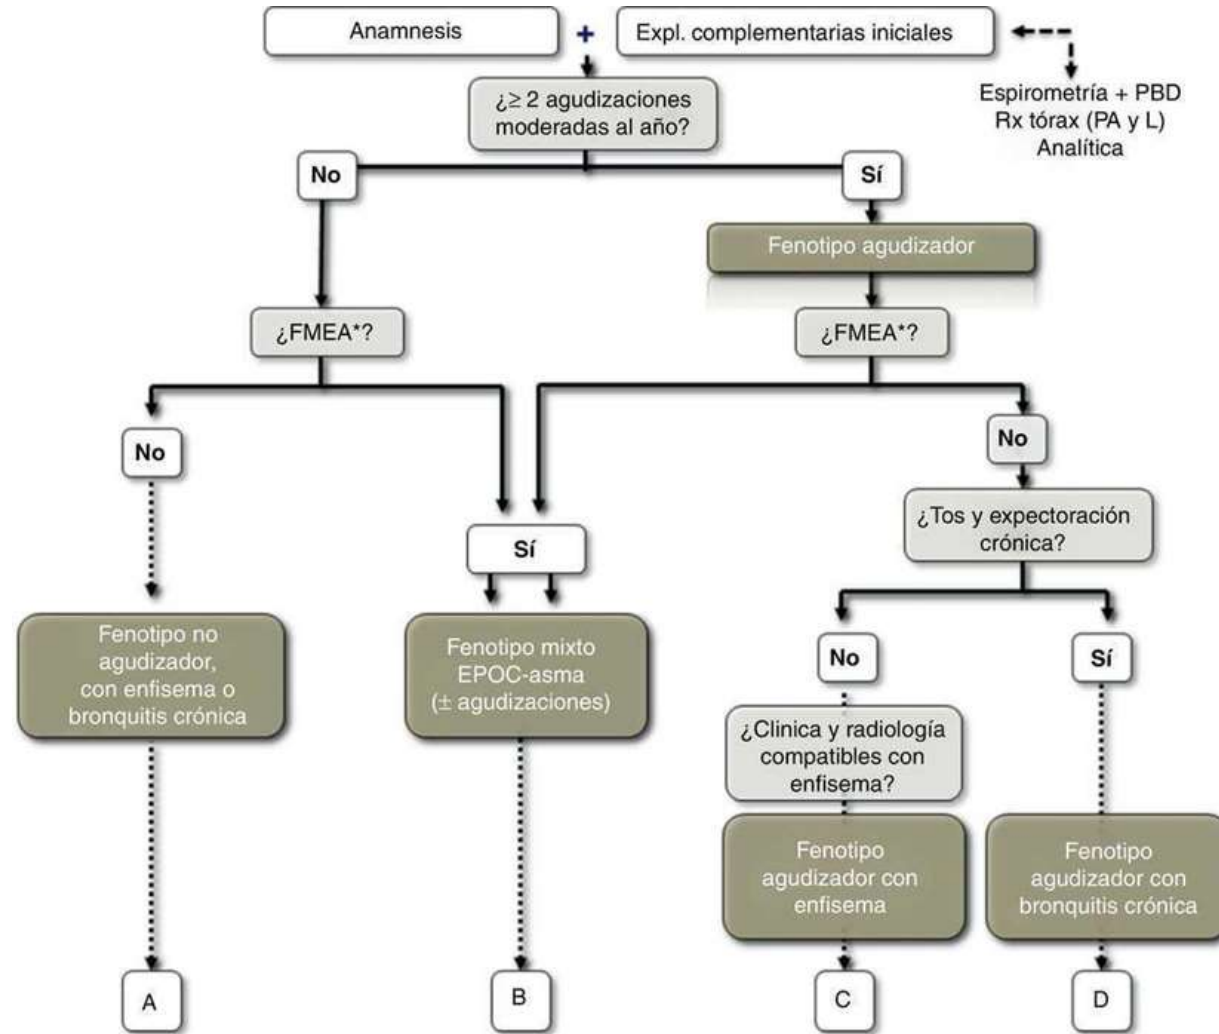 Anamnesis
+
Expl. complementarias iniciales
Espirometría + PBD
Rx tórax (PA y L)
Analítica
¿≥ 2 agudizaciones
moderadas al año?
No
Sí
Fenotipo agudizador
¿FMEA*?
¿FMEA*?
No
No
¿Tos y expectoración
crónica?
Sí
Fenotipo no
agudizador,
con enfisema o
bronquitis crónica
Fenotipo mixto
EPOC-asma
(± agudizaciones)
No
Sí
¿Clinica y radiología
compatibles con
enfisema?
Fenotipo
agudizador con
enfisema
Fenotipo
agudizador con
bronquitis crónica
A
B
C
D